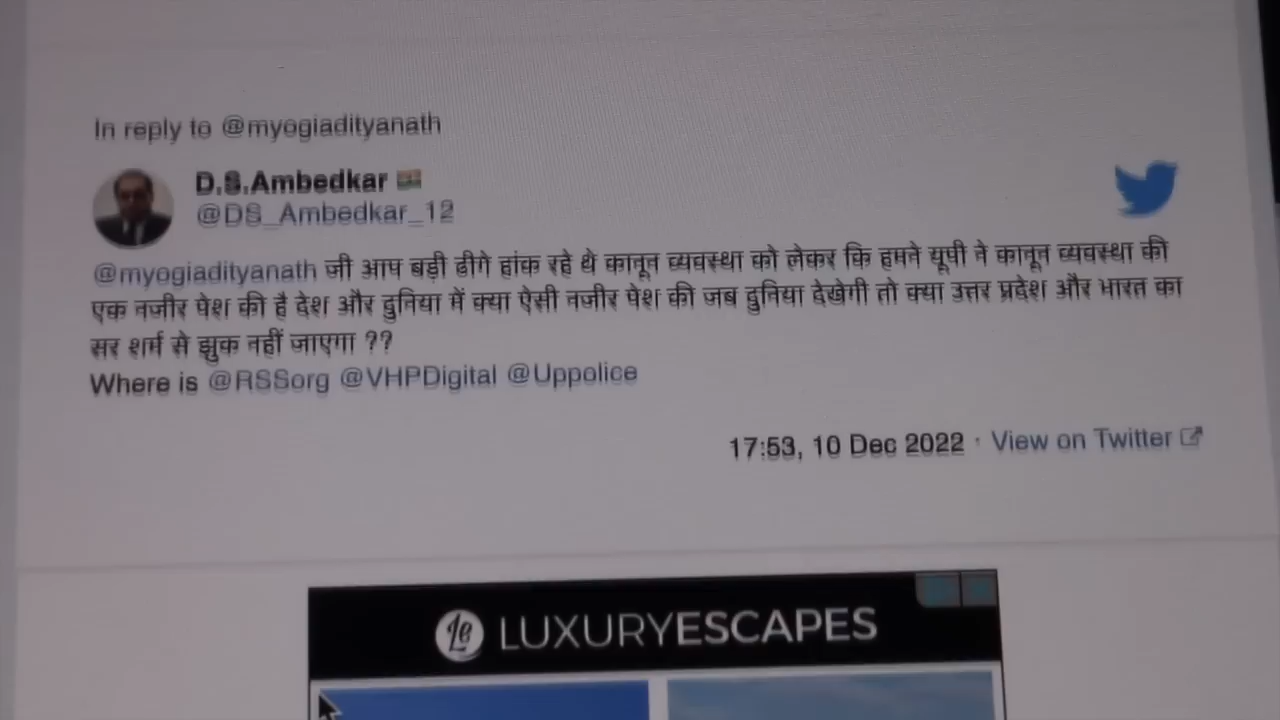 In reply to @myogiadityanath
D.S.Ambedkar
@DS_Ambedkar_12
@myogiadityanath जी आप बड़ी ढीगे हांक रहे थे कानून व्यवस्था को लेकर कि हमने यूपी ने कानून व्यवस्था की
एक नजीर पेश की है देश और दुनिया में क्या ऐसी नजीर पेश की जब दुनिया देखेगी तो क्या उत्तर प्रदेश और भारत का
सर शर्म से झुक नहीं जाएगा ??
Where is @RSSorg @VHPDigital @Uppolice
17:53, 10 Dec 2022 · View on Twitter
le LUXURYESCAPES